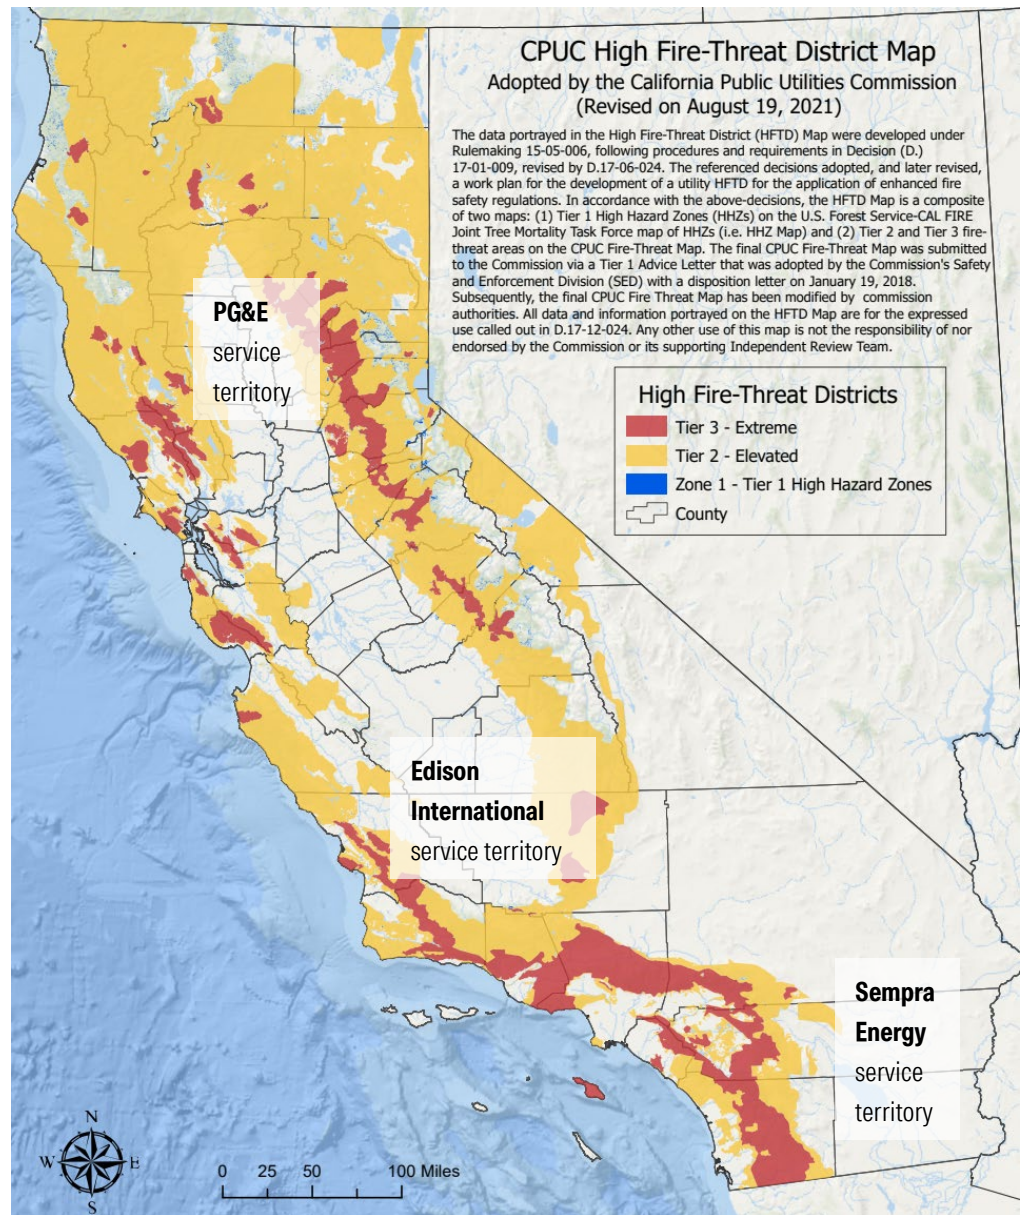 CPUC High Fire-Threat District Map
Adopted by the California Public Utilities Commission
(Revised on August 19, 2021)
The data portrayed in the High Fire-Threat District (HFTD) Map were developed under
Rulemaking 15-05-006, following procedures and requirements in Decision (D.)
17-01-009, revised by D.17-06-024. The referenced decisions adopted, and later revised,
a work plan for the development of a utility HFTD for the application of enhanced fire
safety regulations. In accordance with the above-decisions, the HFTD Map is a composite
of two maps: (1) Tier 1 High Hazard Zones (HHZs) on the U.S. Forest Service-CAL FIRE
Joint Tree Mortality Task Force map of HHZs (i.e. HHZ Map) and (2) Tier 2 and Tier 3 fire-
threat areas on the CPUC Fire-Threat Map. The final CPUC Fire-Threat Map was submitted
to the Commission via a Tier 1 Advice Letter that was adopted by the Commission's Safety
and Enforcement Division (SED) with a disposition letter on January 19, 2018.
Subsequently, the final CPUC Fire Threat Map has been modified by commission
authorities. All data and information portrayed on the HFTD Map are for the expressed
use called out in D.17-12-024. Any other use of this map is not the responsibility of nor
endorsed by the Commission or its supporting Independent Review Team.
PG&E
service
territory
High Fire-Threat Districts
Tier 3 - Extreme
Tier 2 - Elevated
Zone 1 - Tier 1 High Hazard Zones
County
Edison
International
service territory
Sempra
Energy
service
territory
N
W E
S
0 25 50 100 Miles